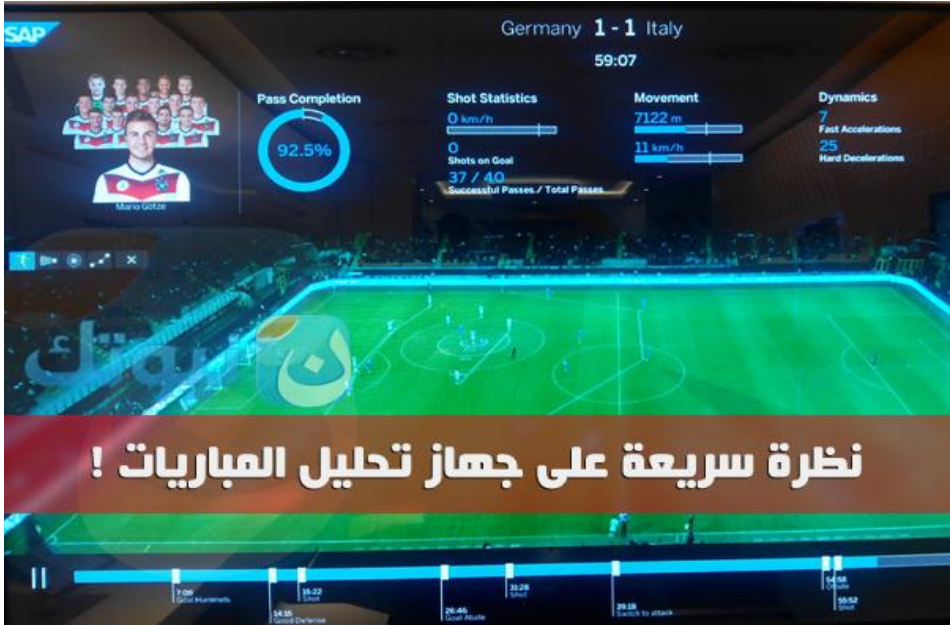 SAP
Germany 1 - 1 Italy
59:07
Mario Götze
Pass Completion
92.5%
Shot Statistics
0 km/h
0
Shots on Goal
37 / 40
Successful Passes / Total Passes
Movement
7122 m
11 km/h
Dynamics
7
Fast Accelerations
25
Hard Decelerations
نيوتك
ن
نظرة سريعة على جهاز تحليل المباريات !
7:09
Goal Hummels
14:15
Good Defense
15:22
Shot
26:46
Goal Abate
31:28
Shot
39:18
Switch to attack
54:58
Offside
55:52
Shot